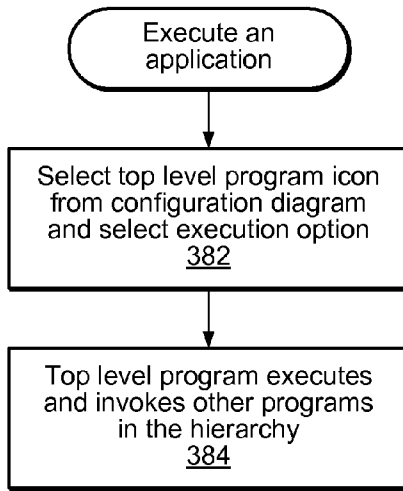 Execute an
application
Select top level program icon
from configuration diagram
and select execution option
382
Top level program executes
and invokes other programs
in the hierarchy
384